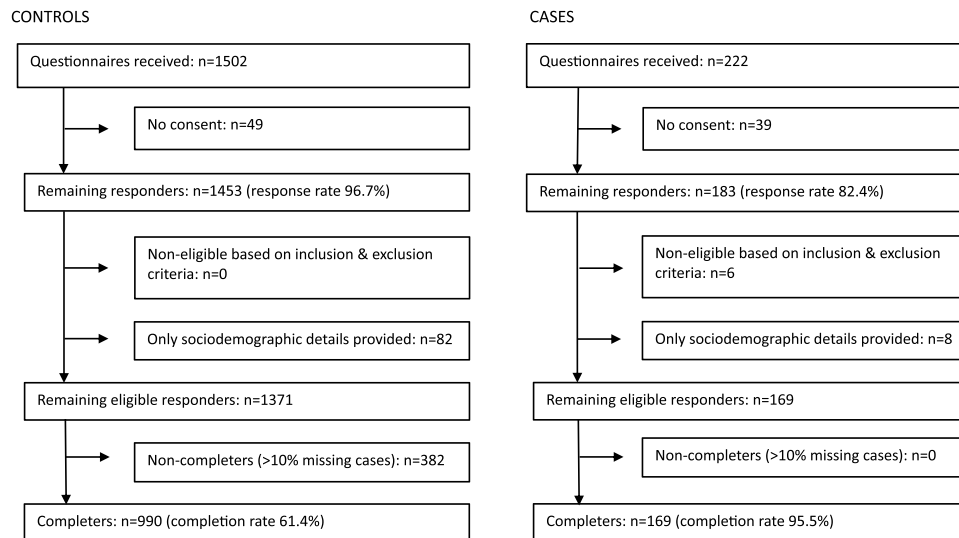 CONTROLS
Questionnaires received: n=1502
No consent: n=49
Remaining responders: n=1453 (response rate 96.7%)
Non-eligible based on inclusion & exclusion
criteria: n=0
Only sociodemographic details provided: n=82
Remaining eligible responders: n=1371
Non-completers (>10% missing cases): n=382
Completers: n=990 (completion rate 61.4%)
CASES
Questionnaires received: n=222
No consent: n=39
Remaining responders: n=183 (response rate 82.4%)
Non-eligible based on inclusion & exclusion
criteria: n=6
Only sociodemographic details provided: n=8
Remaining eligible responders: n=169
Non-completers (>10% missing cases): n=0
Completers: n=169 (completion rate 95.5%)